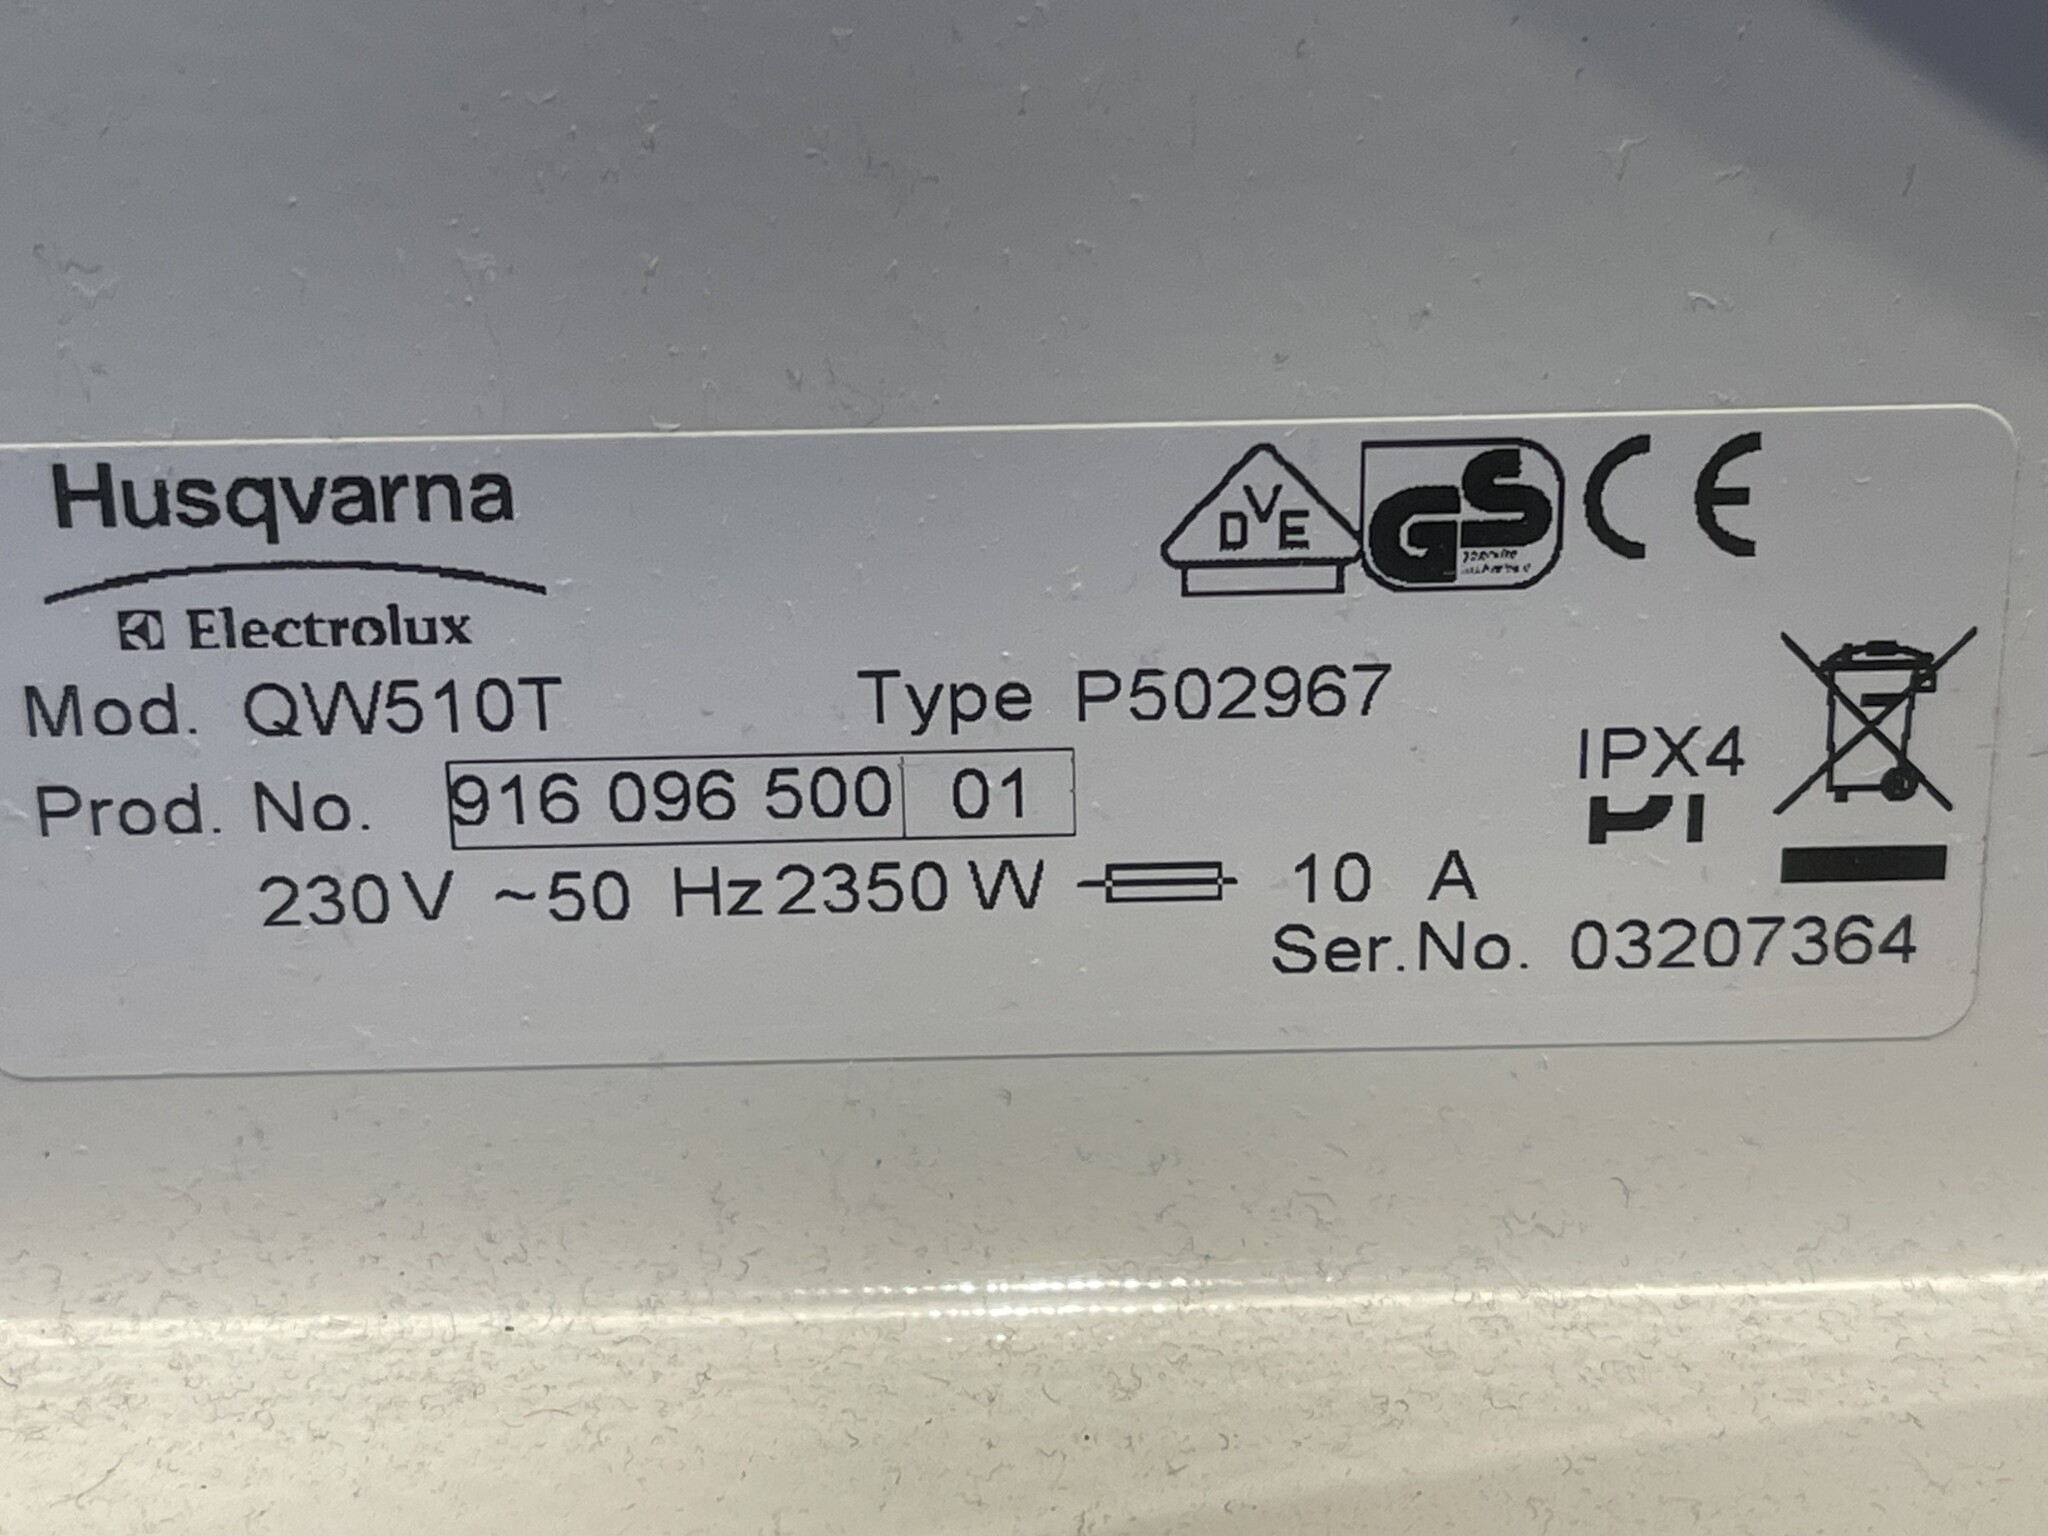 Husqvarna
Electrolux
DVE GS CE
Mod. QW510T Type P502967
Prod. No. 916 096 500 01
IPX4
230 V ~50 Hz 2350 W 10 A
Ser.No. 03207364